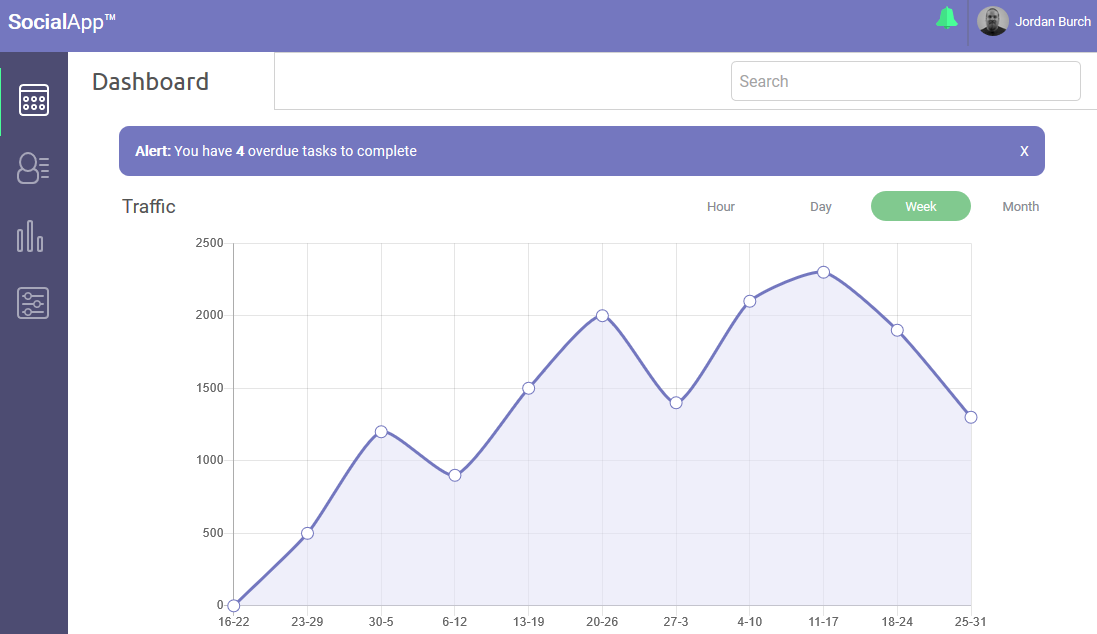 SocialApp™
Jordan Burch
Dashboard
Search
Alert: You have 4 overdue tasks to complete
X
Traffic
Hour Day Week Month
2500
2000
1500
1000
500
0
16-22 23-29 30-5 6-12 13-19 20-26 27-3 4-10 11-17 18-24 25-31